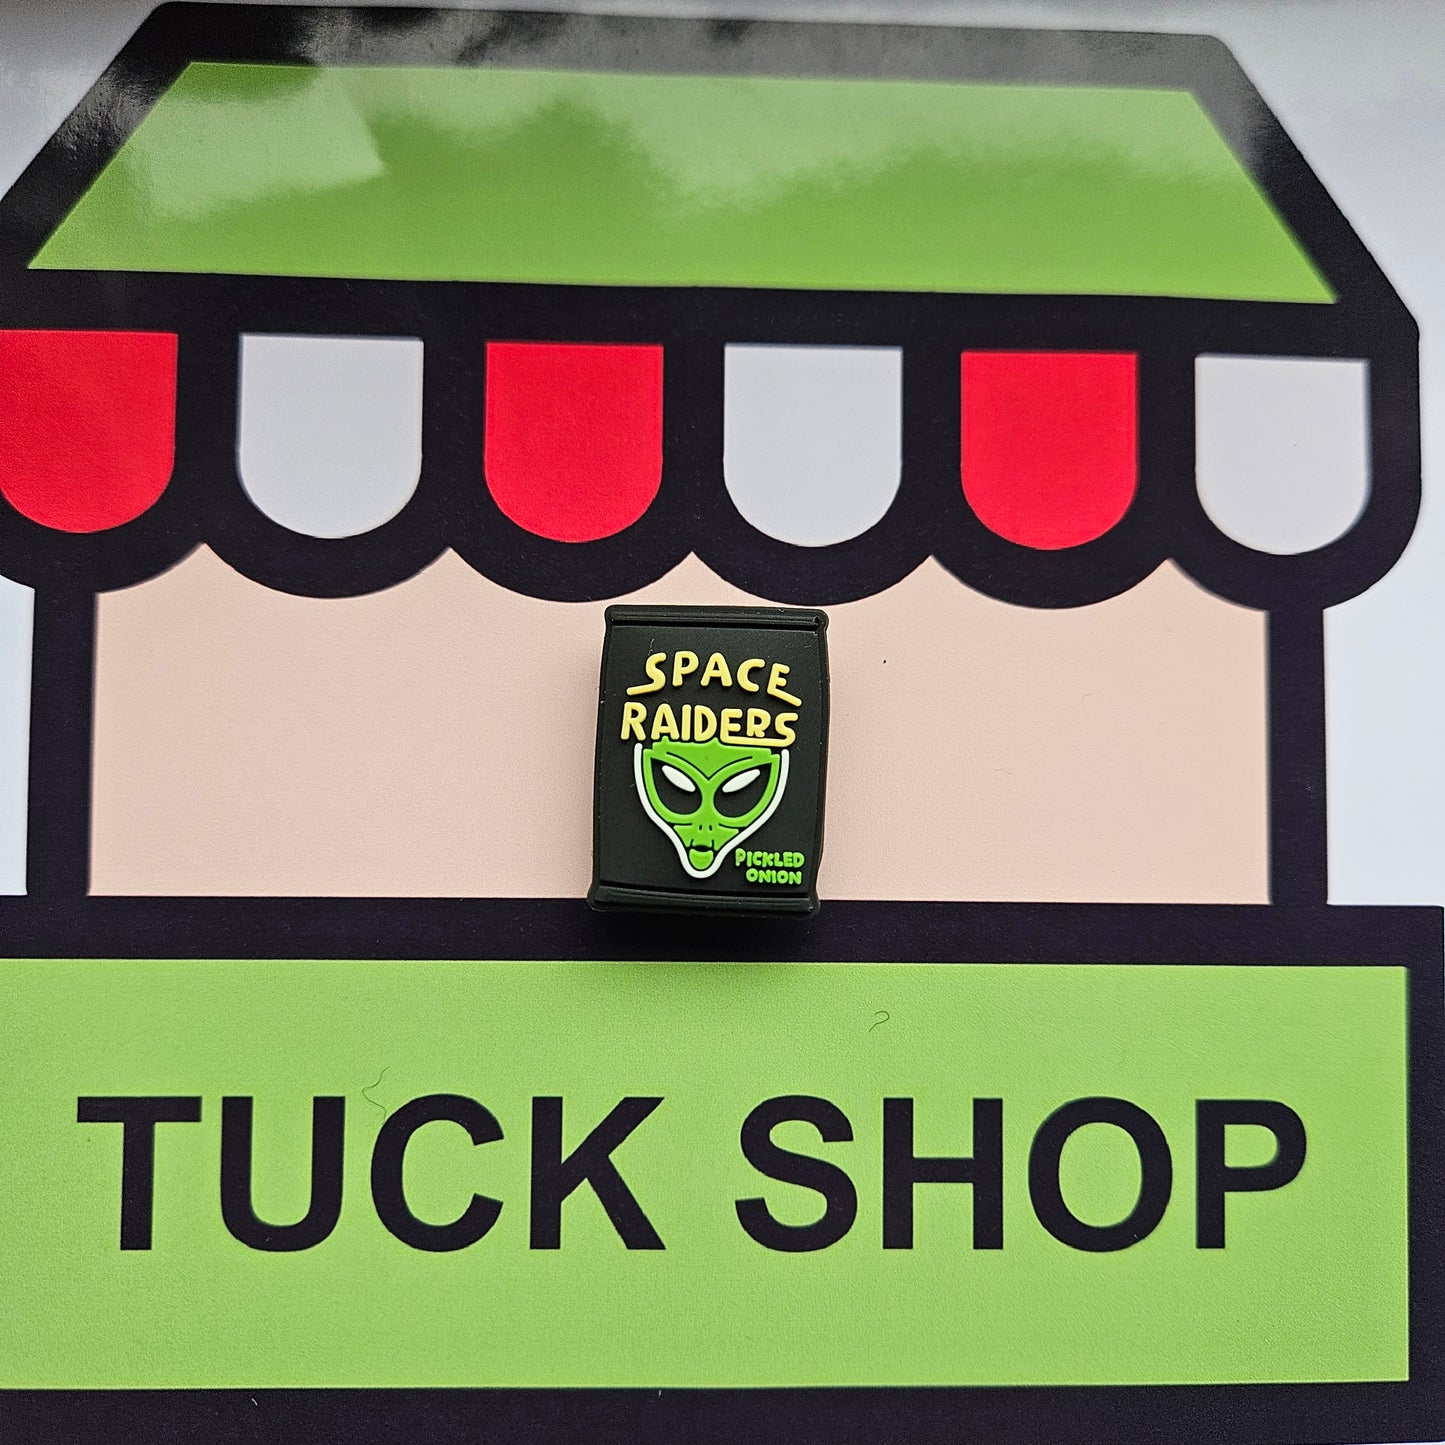 SPACE
RAIDERS
PICKLED
ONION
TUCK SHOP